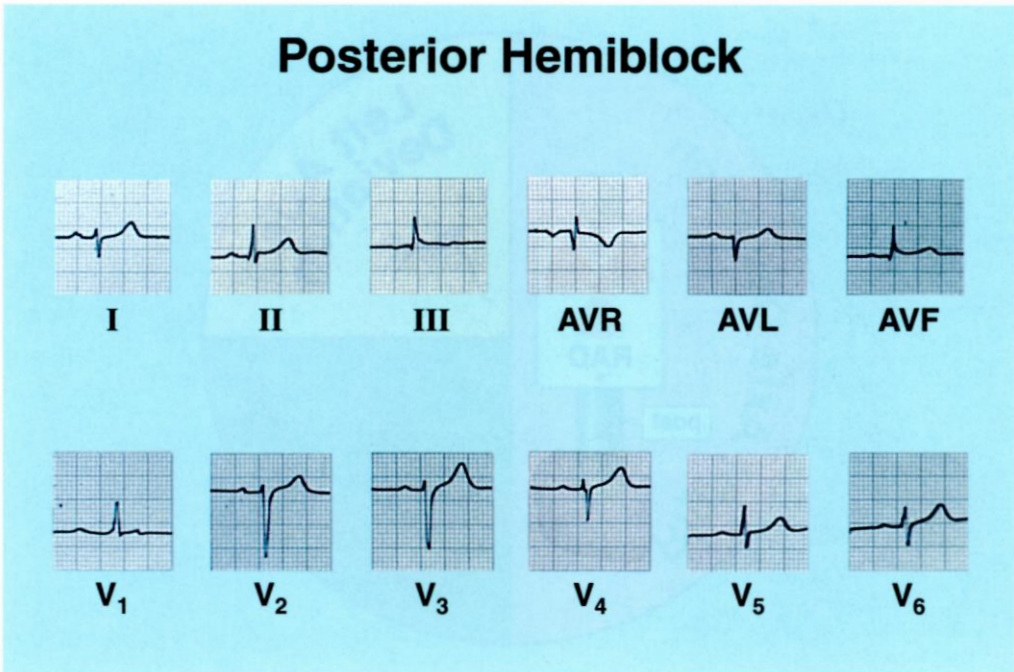 Posterior Hemiblock
I II III AVR AVL AVF
V₁ V₂ V₃ V₄ V₅ V₆